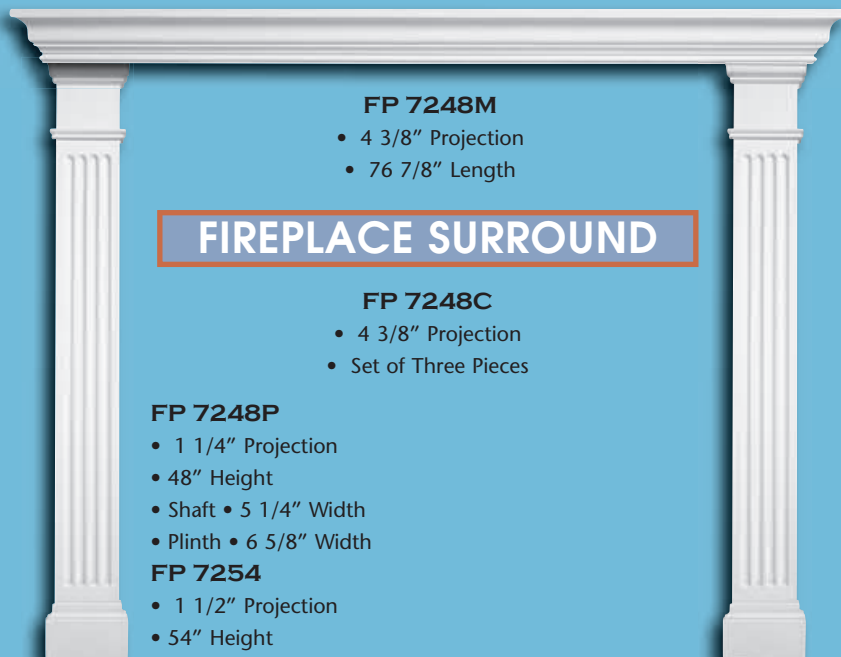 FP 7248M
• 4 3/8" Projection
• 76 7/8" Length
FIREPLACE SURROUND
FP 7248C
• 4 3/8" Projection
• Set of Three Pieces
FP 7248P
• 1 1/4" Projection
• 48" Height
• Shaft • 5 1/4" Width
• Plinth • 6 5/8" Width
FP 7254
• 1 1/2" Projection
• 54" Height